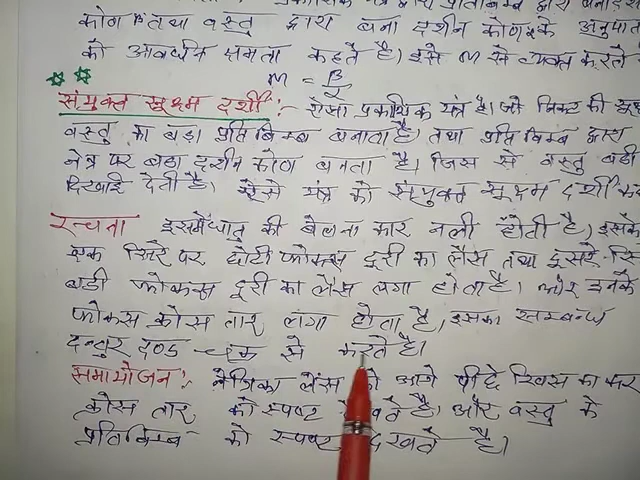 कोण तथा वस्तु द्वारा बना दर्शन कोण के अनुपात
को आवर्धन क्षमता कहते है। इसे m से व्यक्त करते
m = β/α
संयुक्त सूक्ष्म दर्शी :- ऐसा प्रकाशिक यंत्र है। जो निकट की
वस्तु का बड़ा प्रतिबिम्ब बनाता है। तथा प्रतिबिम्ब द्वारा
नेत्र पर बड़ा दर्शन कोण बनता है। जिस से वस्तु बड़ी
दिखाई देती है। ऐसे यंत्र को संयुक्त सूक्ष्म दर्शी
रचना इसमें धातु की बेलना कार नली होती है। इसके
एक सिरे पर छोटी फोकस दूरी का लैंस तथा दूसरे
बडी फोकस दूरी का लैंस लगा होता है। और उनके
फोकस क्रोस तार लगा होता है, इसका सम्बन्ध
दन्तुर दण्ड चक्र से करते है।
समायोजन :- नेत्रिका लेंस को आगे पीछे खिसका कर
क्रोस तार को स्पष्ट देखते है। और वस्तु के
प्रतिबिम्ब को स्पष्ट देखते है।